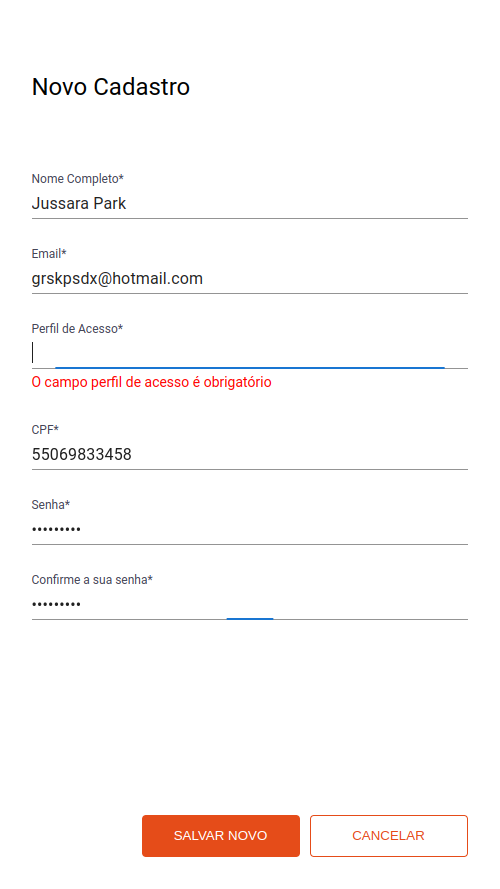 Novo Cadastro
Nome Completo*
Jussara Park
Email*
grskpsdx@hotmail.com
Perfil de Acesso*
O campo perfil de acesso é obrigatório
CPF*
55069833458
Senha*
•••••••••
Confirme a sua senha*
•••••••••
SALVAR NOVO
CANCELAR